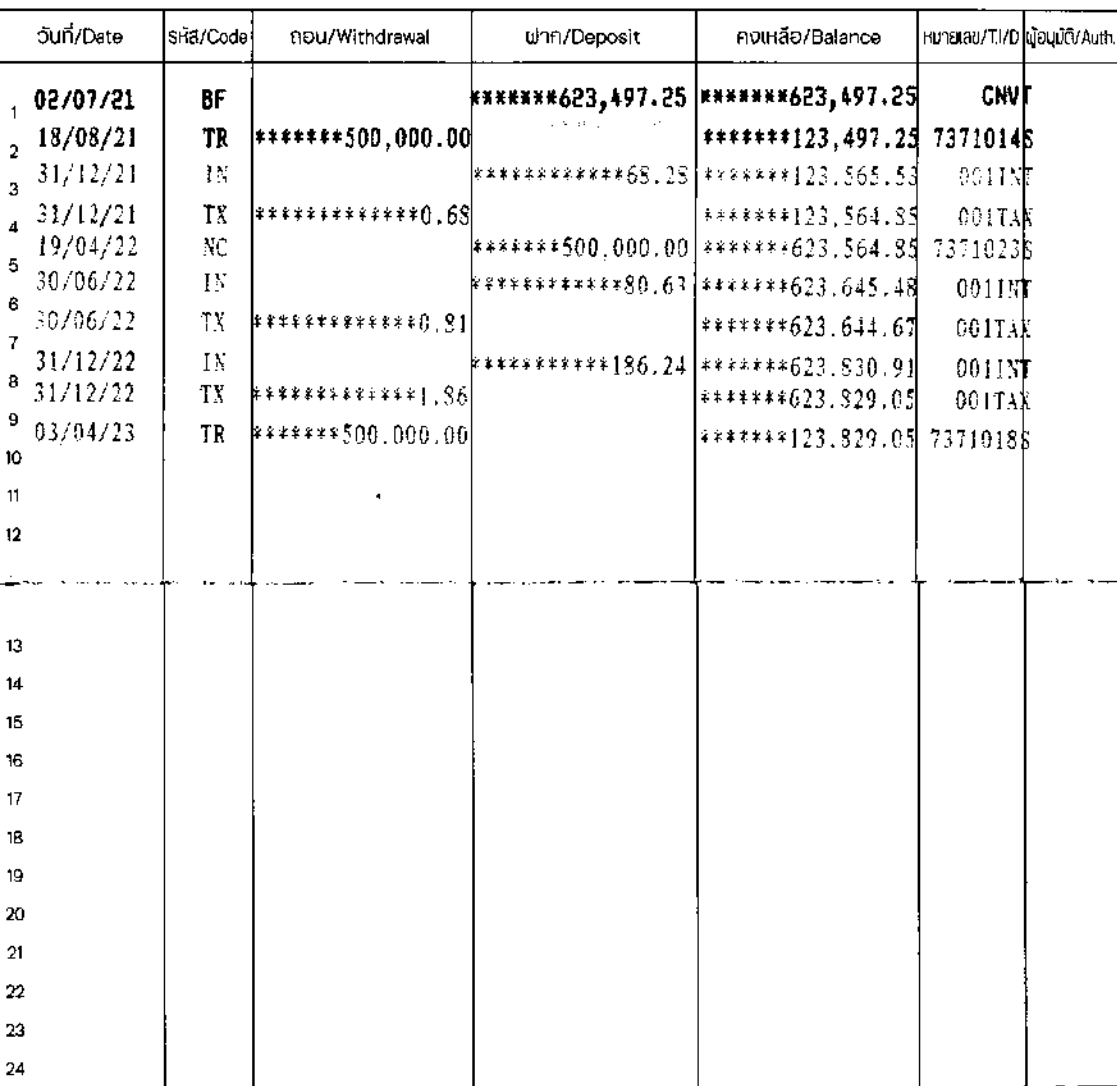 วันที่/Date รหัส/Code ถอน/Withdrawal ฝาก/Deposit คงเหลือ/Balance หมายเลข/T.I/D ผู้อนุมัติ/Auth.
1 02/07/21 BF *******623,497.25 *******623,497.25 CNVT
2 18/08/21 TR *******500,000.00 *******123,497.25 7371014S
3 31/12/21 IN ************68.28 *******123,565.53 001INT
4 31/12/21 TX *************0.68 *******123,564.85 001TAX
5 19/04/22 NC *******500,000.00 *******623,564.85 7371023S
6 30/06/22 IN ************80.63 *******623,645.48 001INT
7 30/06/22 TX *************0.81 *******623,644.67 001TAX
8 31/12/22 IN ***********186.24 *******623,830.91 001INT
9 31/12/22 TX *************1.86 *******623,829.05 001TAX
10 03/04/23 TR *******500,000.00 *******123,829.05 7371018S
11
12
13
14
15
16
17
18
19
20
21
22
23
24